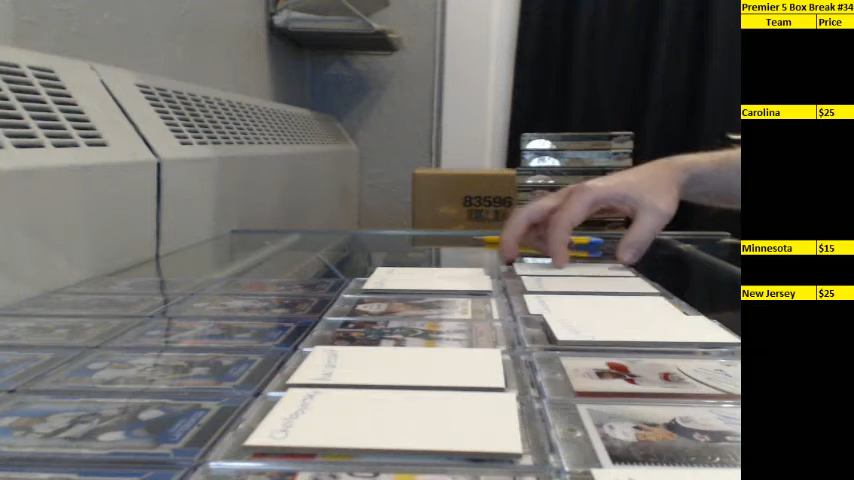 Premier 5 Box Break #34
Team Price
Carolina $25
Minnesota $15
New Jersey $25
83596